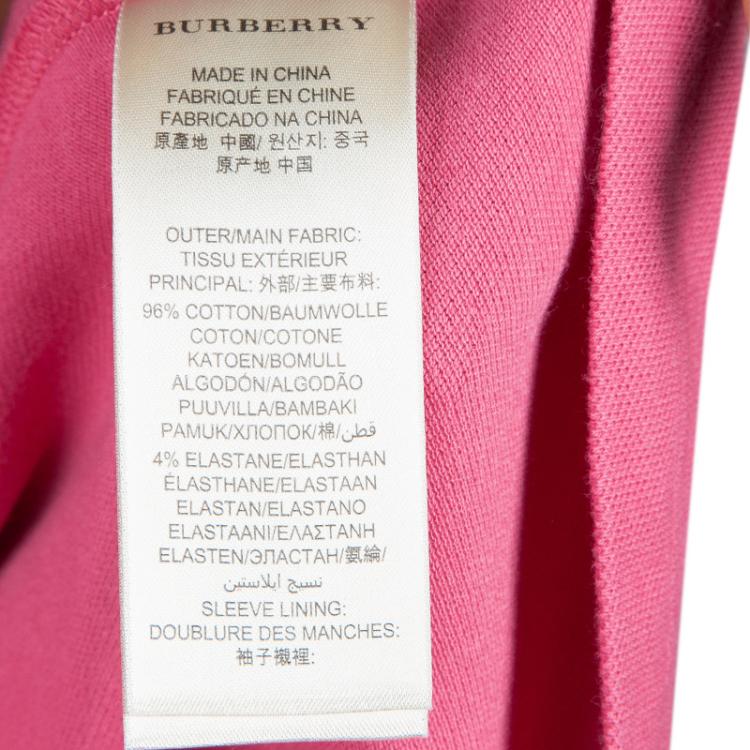 BURBERRY
MADE IN CHINA
FABRIQUÉ EN CHINE
FABRICADO NA CHINA
原產地 中國/ 원산지: 중국
原产地 中国
OUTER/MAIN FABRIC:
TISSU EXTÉRIEUR
PRINCIPAL: 外部/主要布料:
96% COTTON/BAUMWOLLE
COTON/COTONE
KATOEN/BOMULL
ALGODÓN/ALGODÃO
PUUVILLA/ΒΑΜΒΑΚΙ
PAMUK/ХЛОПОК/棉/قطن
4% ELASTANE/ELASTHAN
ÉLASTHANE/ELASTAAN
ELASTAN/ELASTANO
ELASTAANI/ΕΛΑΣΤΑΝΗ
ELASTEN/ЭЛАСТАН/氨綸/
نسيج ايلاستين
SLEEVE LINING:
DOUBLURE DES MANCHES:
袖子襯裡: